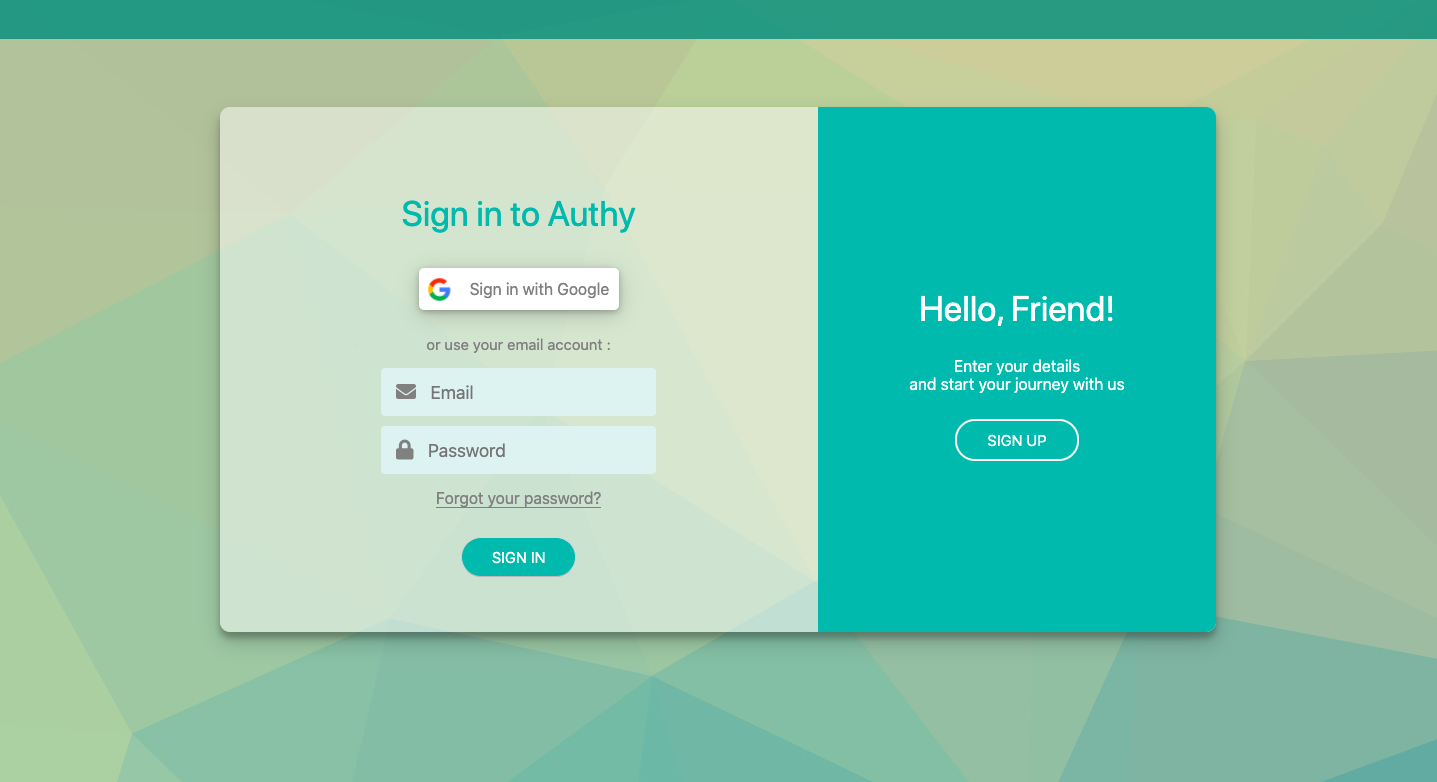 Sign in to Authy
Sign in with Google
or use your email account :
Email
Password
Forgot your password?
SIGN IN
Hello, Friend!
Enter your details
and start your journey with us
SIGN UP